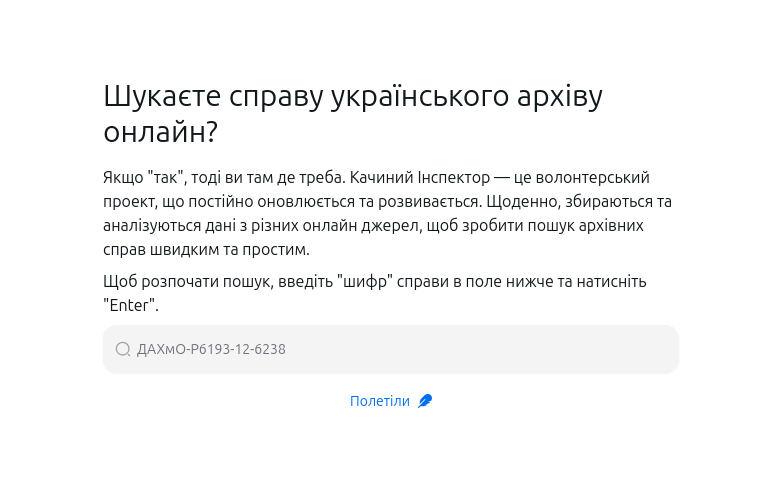 Шукаєте справу українського архіву
онлайн?
Якщо "так", тоді ви там де треба. Качиний Інспектор — це волонтерський
проект, що постійно оновлюється та розвивається. Щоденно, збираються та
аналізуються дані з різних онлайн джерел, щоб зробити пошук архівних
справ швидким та простим.
Щоб розпочати пошук, введіть "шифр" справи в поле нижче та натисніть
"Enter".
ДАХмО-Р6193-12-6238
Полетіли